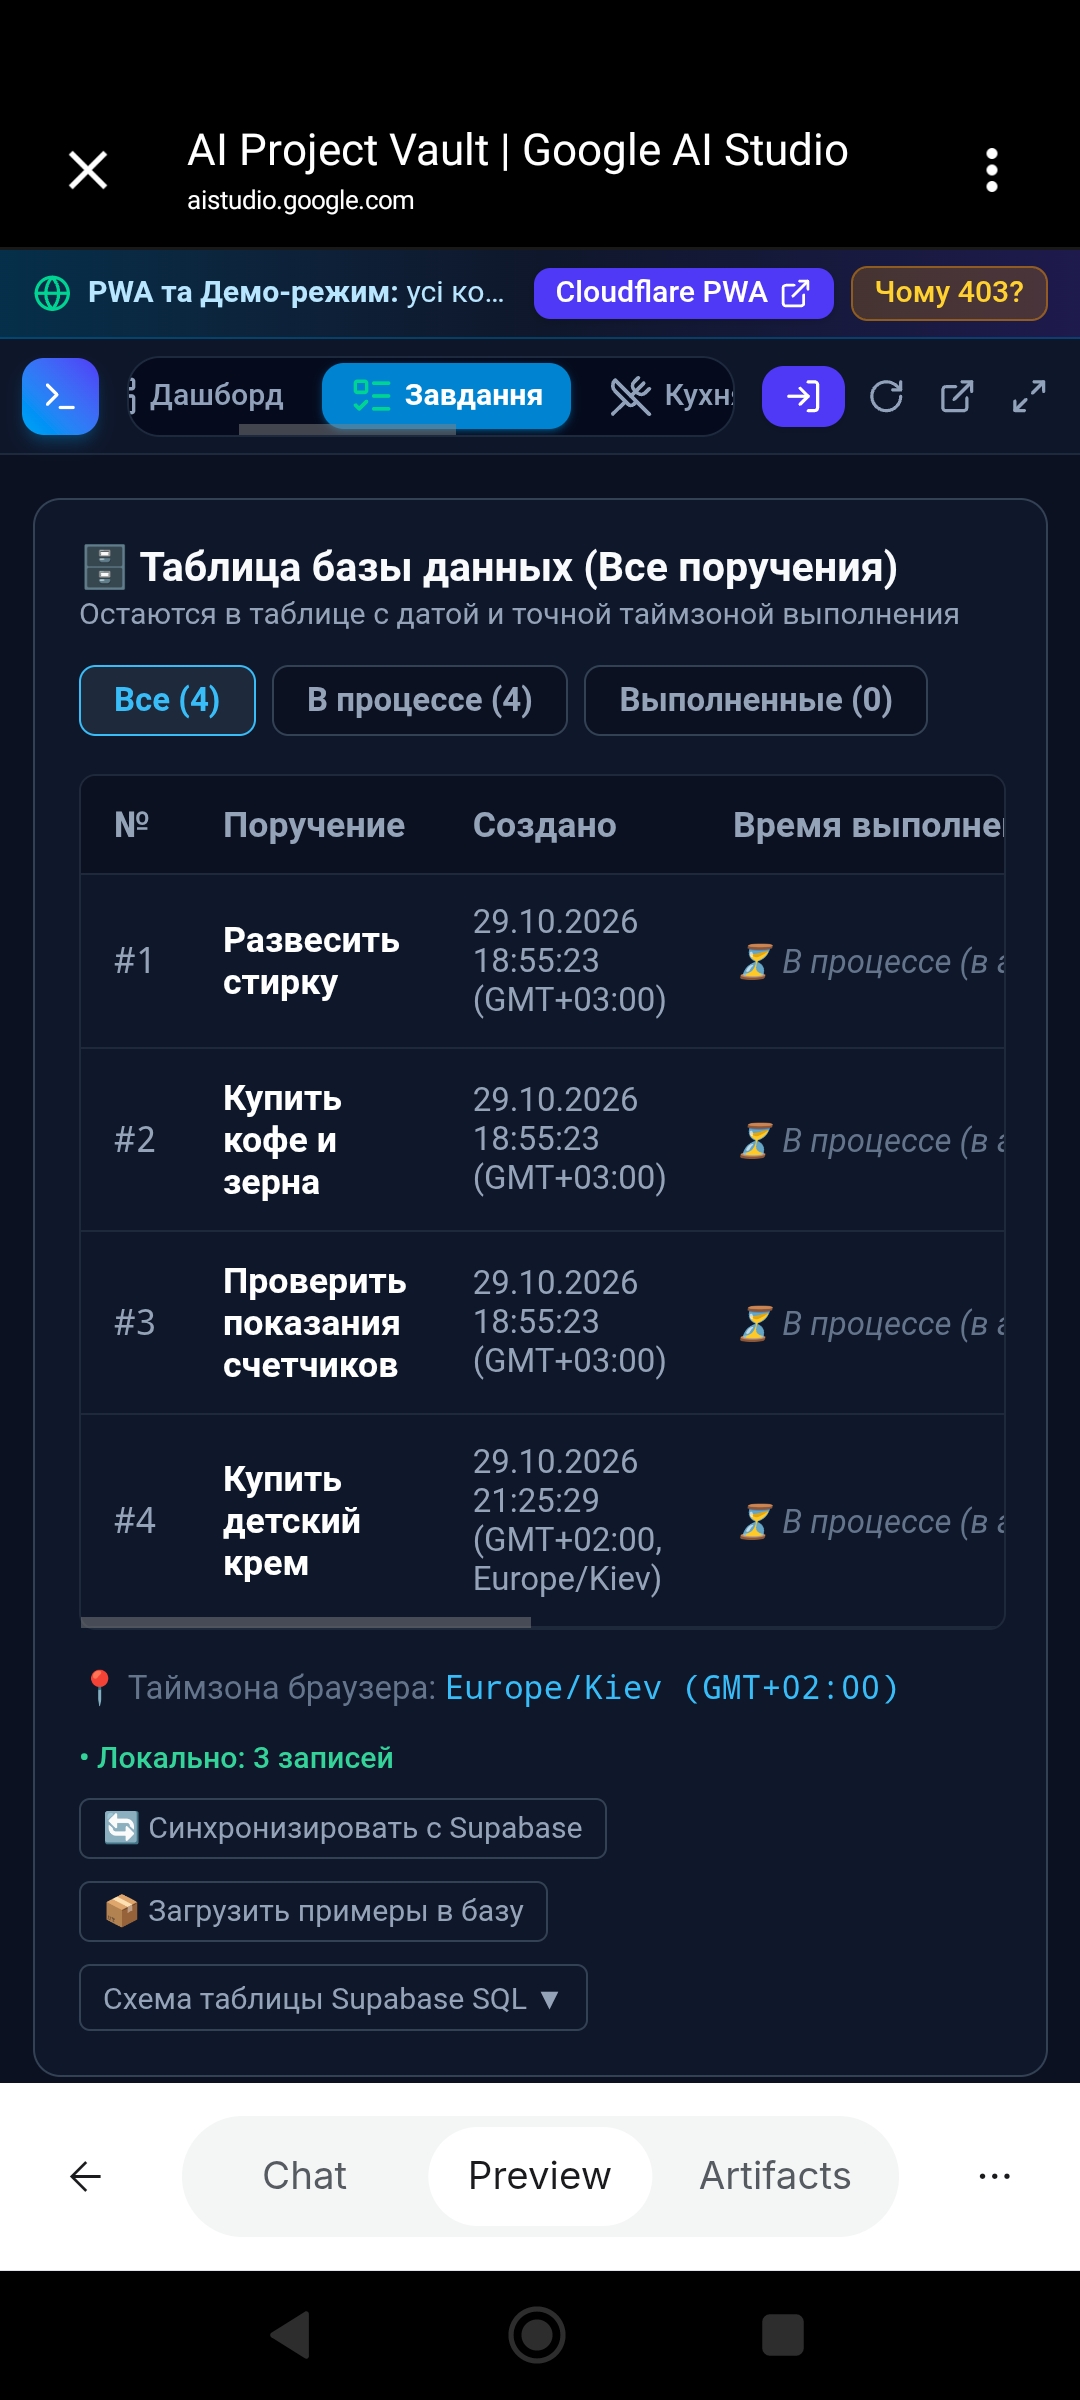 AI Project Vault | Google AI Studio
aistudio.google.com
PWA та Демо-режим: усі ко...
Cloudflare PWA
Чому 403?
Дашборд
Завдання
Кухн
Таблица базы данных (Все поручения)
Остаются в таблице с датой и точной таймзоной выполнения
Все (4)
В процессе (4)
Выполненные (0)
№ Поручение Создано Время выполне
#1
Развесить
стирку
29.10.2026
18:55:23
(GMT+03:00)
⏳ В процессе (в
#2
Купить
кофе и
зерна
29.10.2026
18:55:23
(GMT+03:00)
⏳ В процессе (в
#3
Проверить
показания
счетчиков
29.10.2026
18:55:23
(GMT+03:00)
⏳ В процессе (в
#4
Купить
детский
крем
29.10.2026
21:25:29
(GMT+02:00,
Europe/Kiev)
⏳ В процессе (в
📍 Таймзона браузера: Europe/Kiev (GMT+02:00)
• Локально: 3 записей
🔄 Синхронизировать с Supabase
📦 Загрузить примеры в базу
Схема таблицы Supabase SQL ▼
Chat
Preview
Artifacts